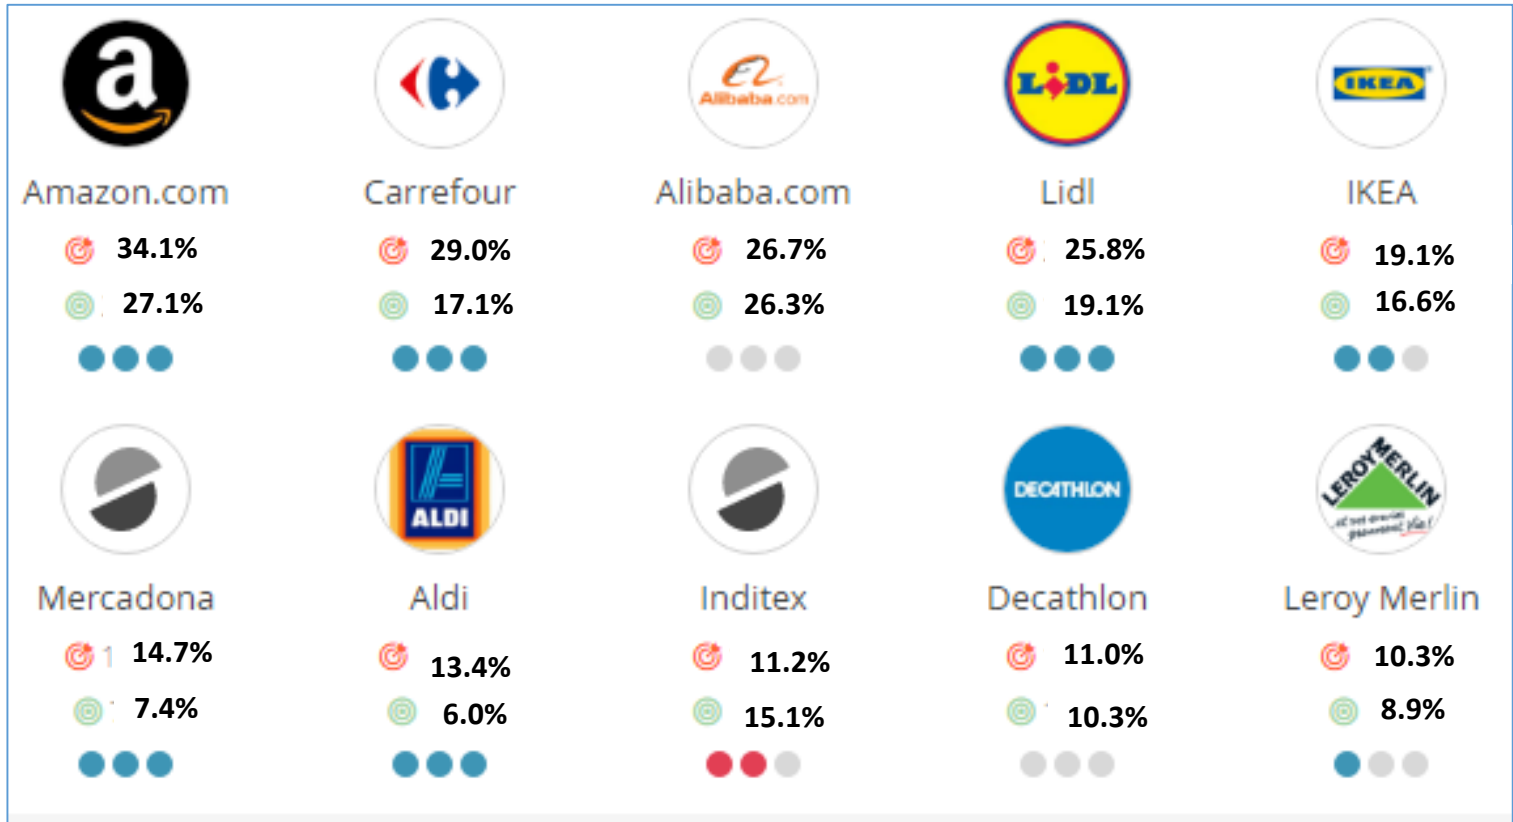 a
Alibaba.com
LiDL
IKEA
Amazon.com
Carrefour
Alibaba.com
Lidl
IKEA
34.1%
29.0%
26.7%
25.8%
19.1%
27.1%
17.1%
26.3%
19.1%
16.6%
ALDI
DECATHLON
LEROY MERLIN
Mercadona
Aldi
Inditex
Decathlon
Leroy Merlin
14.7%
13.4%
11.2%
11.0%
10.3%
7.4%
6.0%
15.1%
10.3%
8.9%